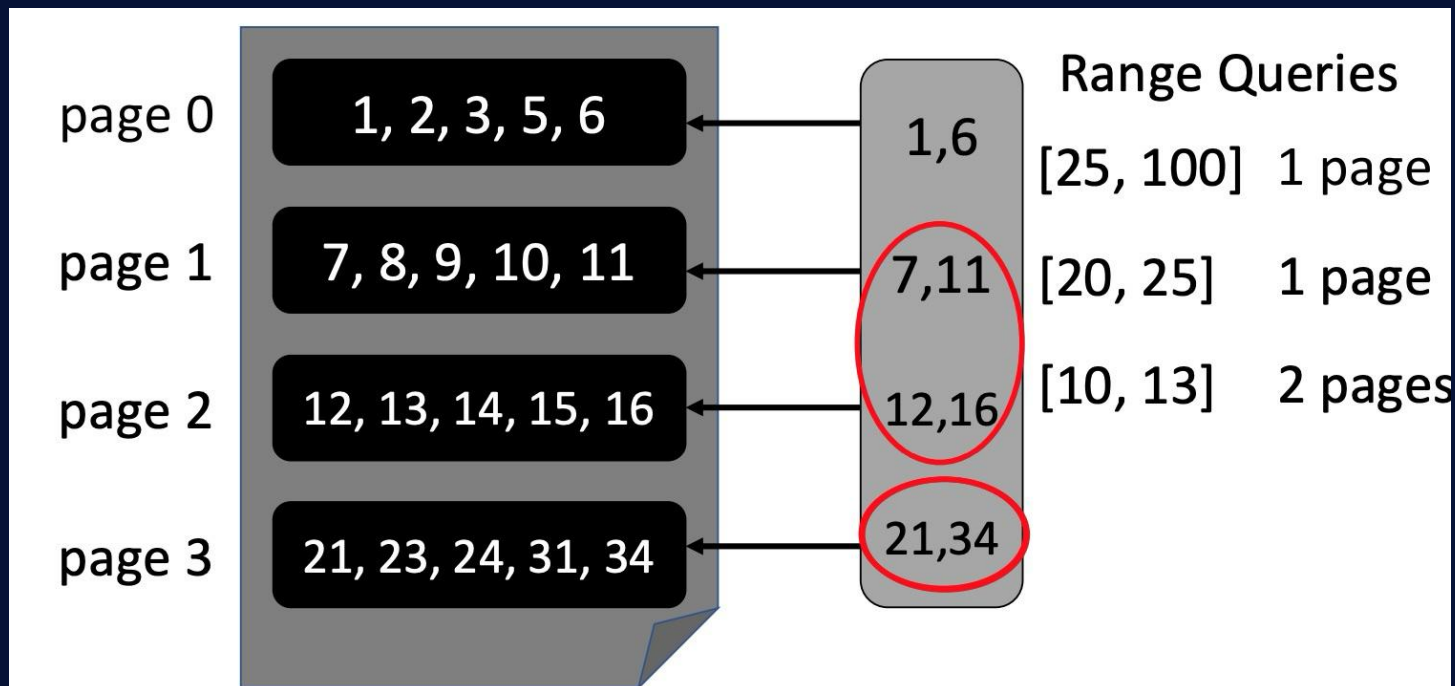 page 0
1, 2, 3, 5, 6
page 1
7, 8, 9, 10, 11
page 2
12, 13, 14, 15, 16
page 3
21, 23, 24, 31, 34
1,6
7,11
12,16
21,34
Range Queries
[25, 100] 1 page
[20, 25] 1 page
[10, 13] 2 pages